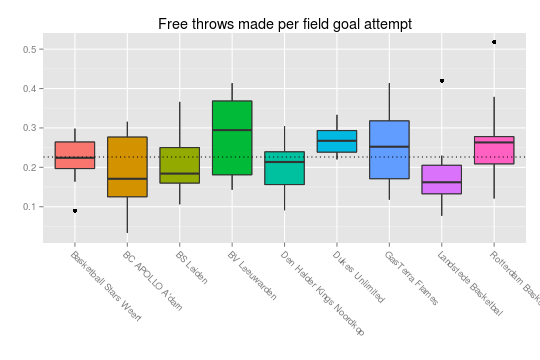 Free throws made per field goal attempt
0.5
0.4
0.3
0.2
0.1
Basketball Stars Weert
BC APOLLO A'dam
BS Leiden
BV Leeuwarden
Den Helder Kings Noordkop
Dukes Unlimited
GasTerra Flames
Landstede Basketbal
Rotterdam Bask